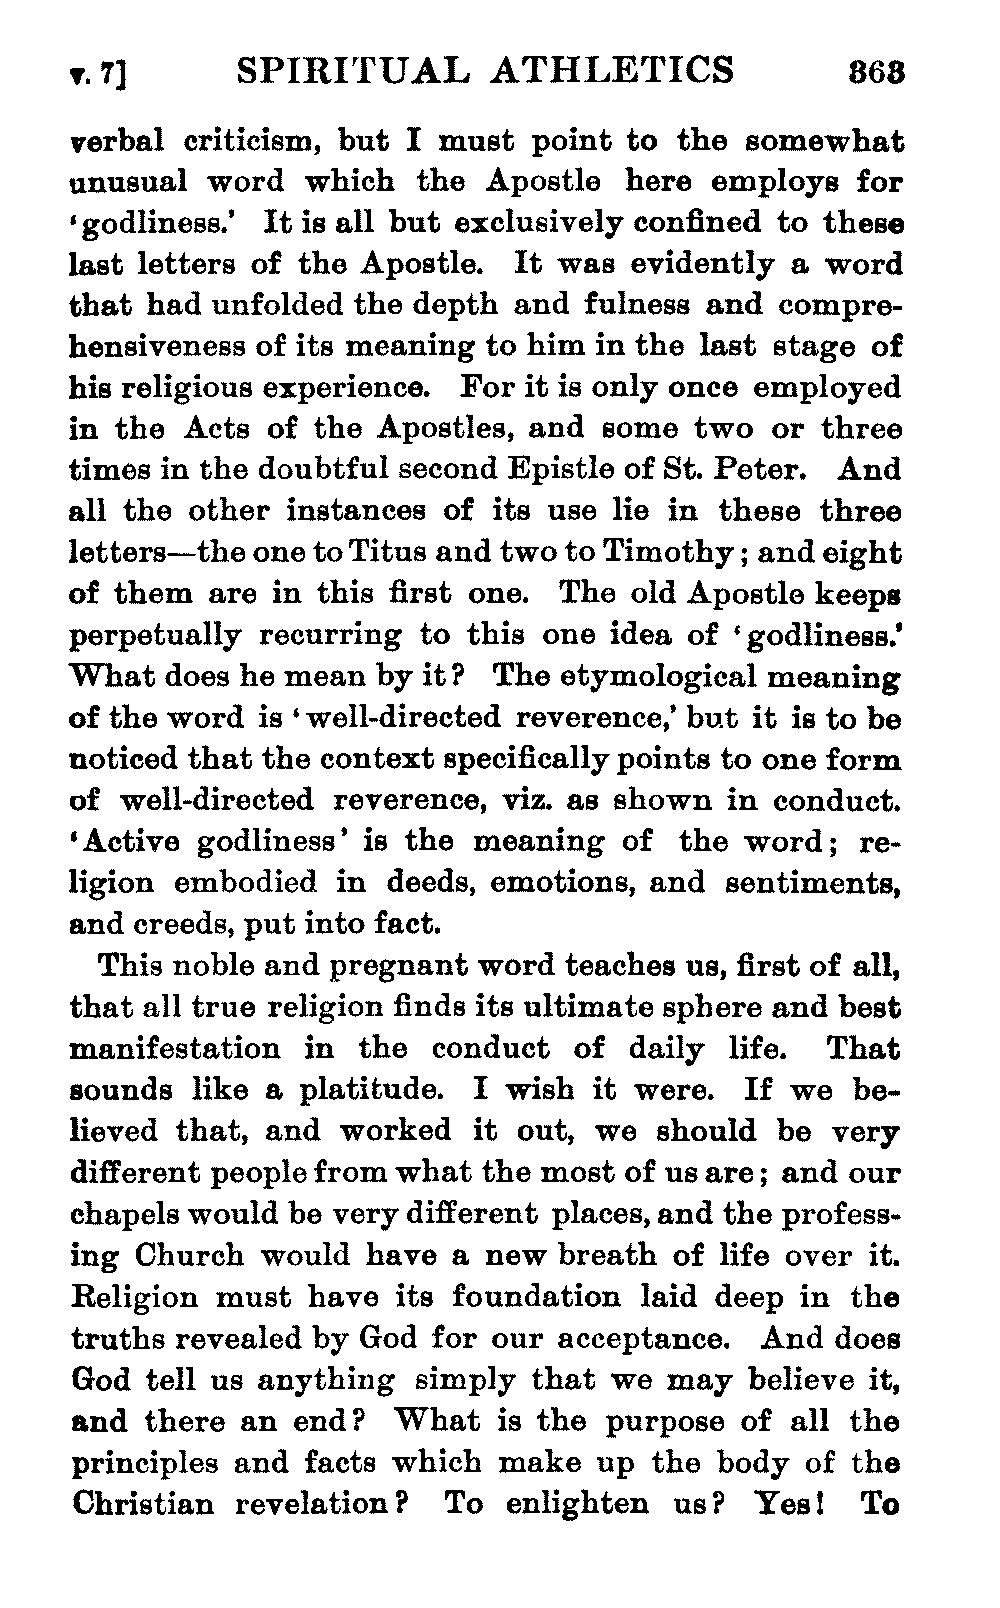 v. 7] SPIRITUAL ATHLETICS 363
verbal criticism, but I must point to the somewhat
unusual word which the Apostle here employs for
‘godliness.’ It is all but exclusively confined to these
last letters of the Apostle. It was evidently a word
that had unfolded the depth and fulness and compre-
hensiveness of its meaning to him in the last stage of
his religious experience. For it is only once employed
in the Acts of the Apostles, and some two or three
times in the doubtful second Epistle of St. Peter. And
all the other instances of its use lie in these three
letters—the one to Titus and two to Timothy; and eight
of them are in this first one. The old Apostle keeps
perpetually recurring to this one idea of ‘godliness.’
What does he mean by it? The etymological meaning
of the word is ‘well-directed reverence,’ but it is to be
noticed that the context specifically points to one form
of well-directed reverence, viz. as shown in conduct.
‘Active godliness’ is the meaning of the word; re-
ligion embodied in deeds, emotions, and sentiments,
and creeds, put into fact.
This noble and pregnant word teaches us, first of all,
that all true religion finds its ultimate sphere and best
manifestation in the conduct of daily life. That
sounds like a platitude. I wish it were. If we be-
lieved that, and worked it out, we should be very
different people from what the most of us are; and our
chapels would be very different places, and the profess-
ing Church would have a new breath of life over it.
Religion must have its foundation laid deep in the
truths revealed by God for our acceptance. And does
God tell us anything simply that we may believe it,
and there an end? What is the purpose of all the
principles and facts which make up the body of the
Christian revelation? To enlighten us? Yes! To